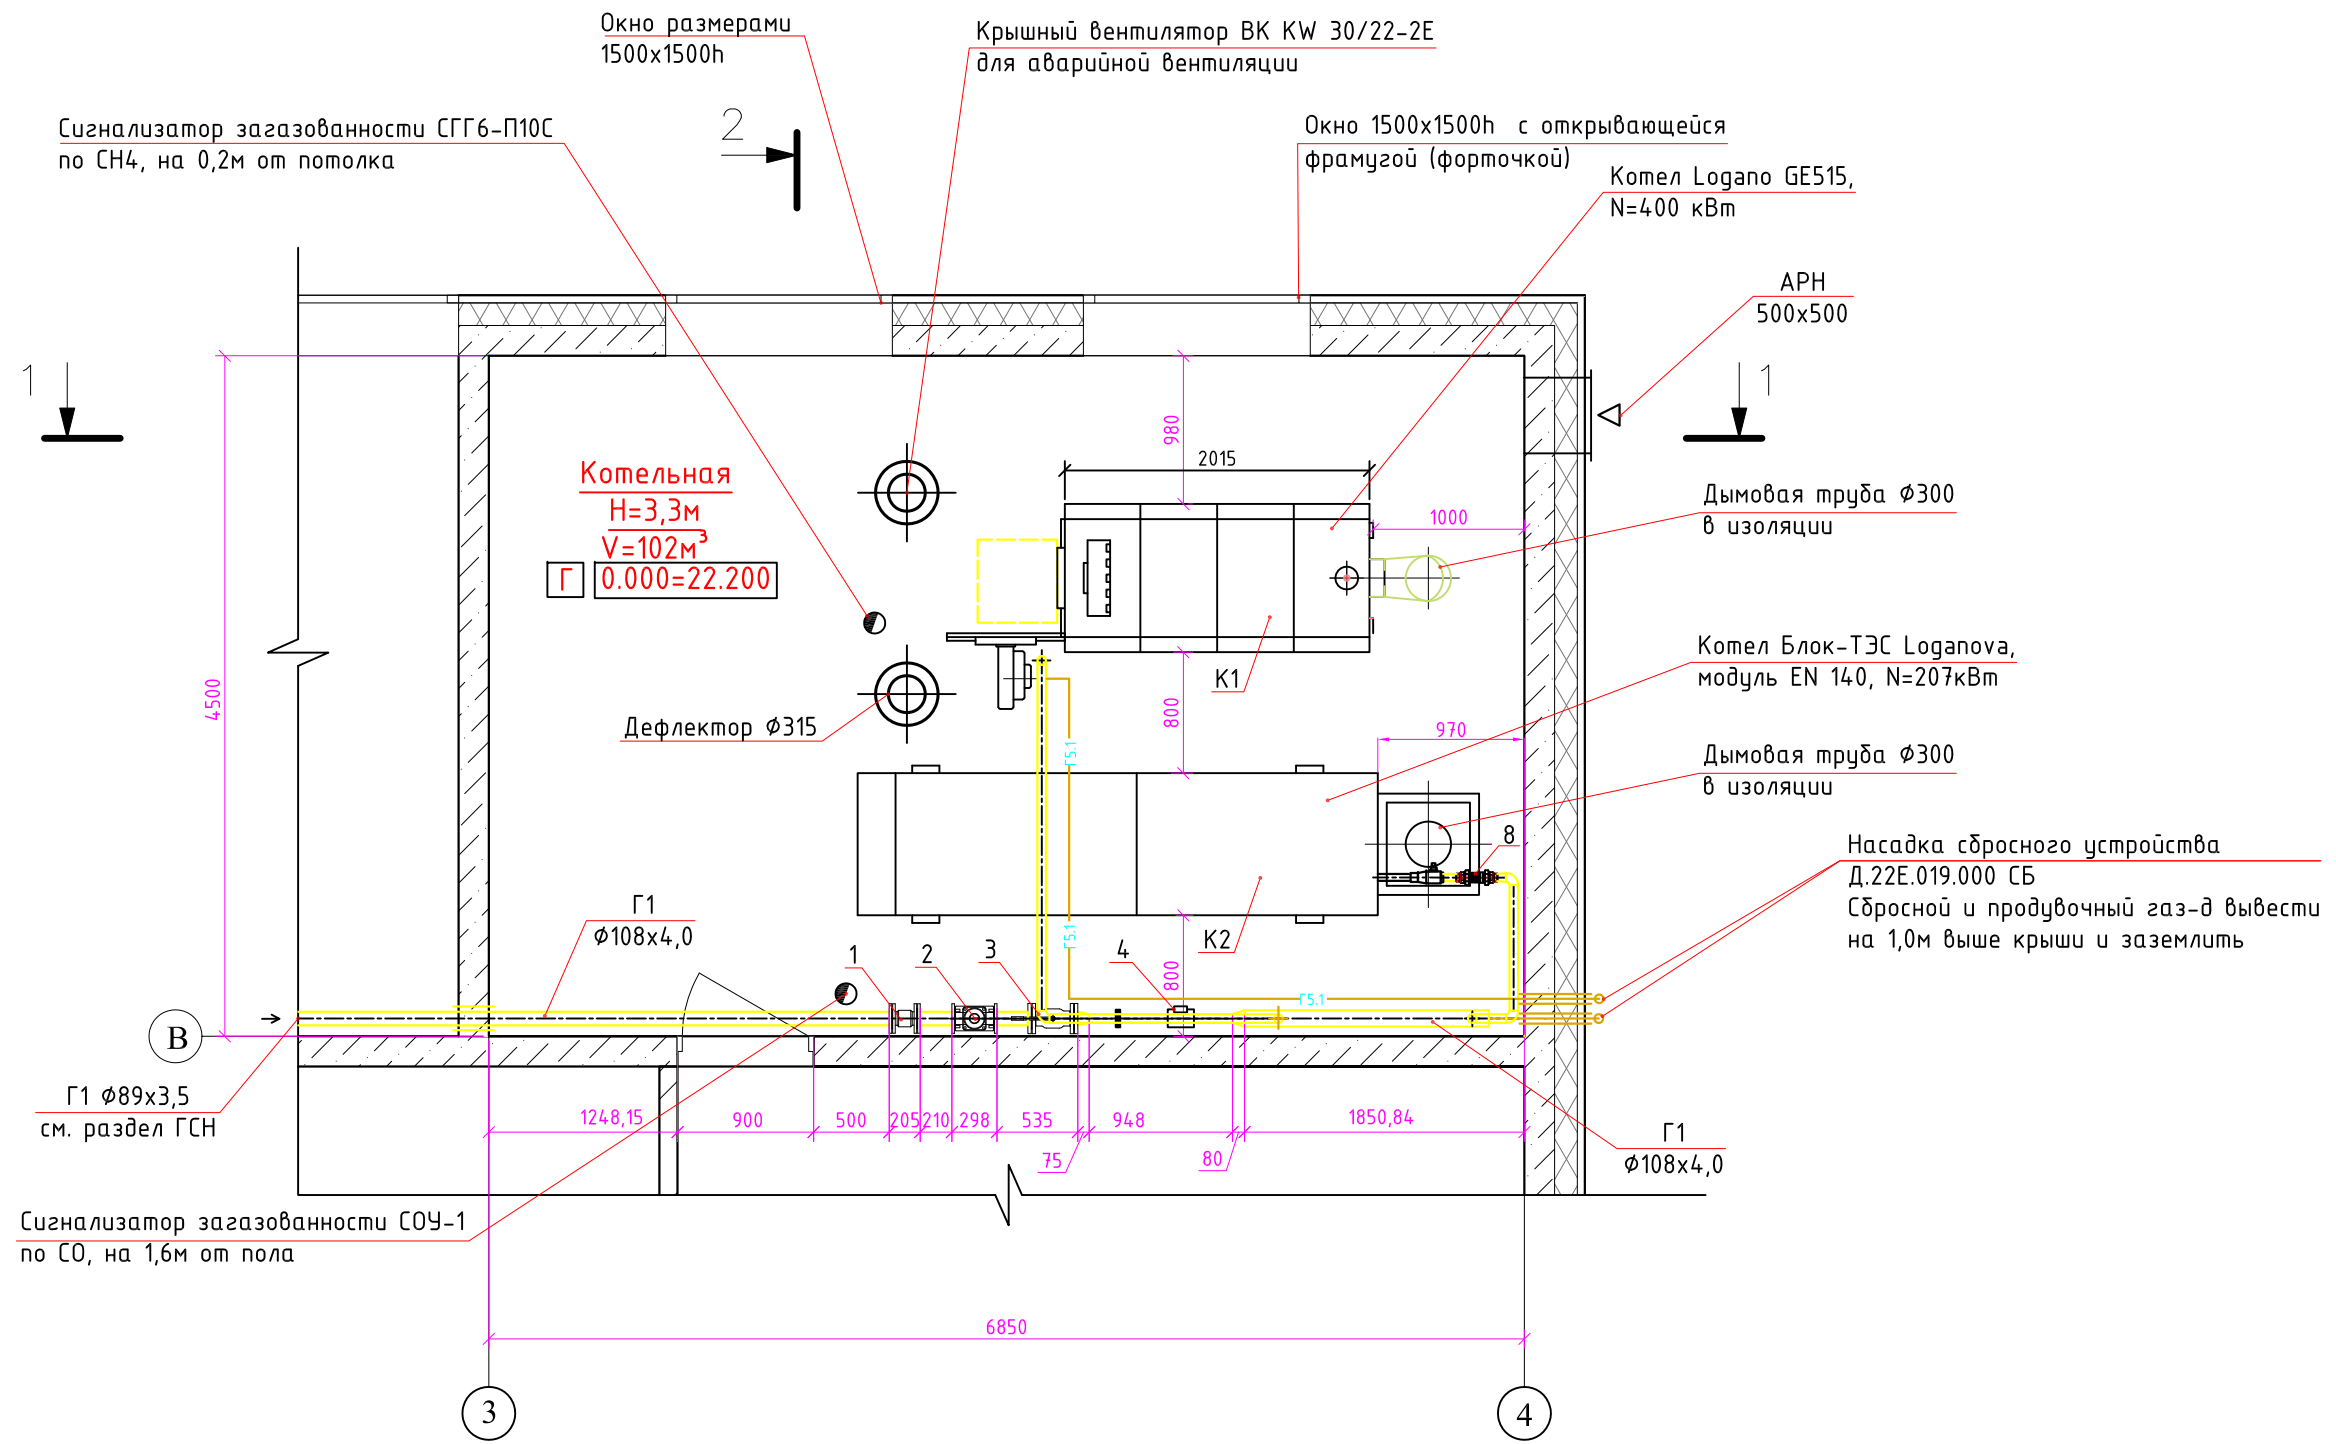 Окно размерами
1500х1500h
Крышный вентилятор ВК KW 30/22-2Е
для аварийной вентиляции
Сигнализатор загазованности СГГ6-П10С
по СН4, на 0,2м от потолка
2
Окно 1500х1500h с открывающейся
фрамугой (форточкой)
Котел Logano GE515,
N=400 кВт
АРН
500х500
1
1
980
2015
Котельная
Н=3,3м
V=102м³
Г
0.000=22.200
1000
Дымовая труба Ф300
в изоляции
4500
К1
800
Дефлектор Ф315
Г5.1
970
Котел Блок-ТЭС Loganova,
модуль EN 140, N=207кВт
Дымовая труба Ф300
в изоляции
8
Насадка сбросного устройства
Д.22Е.019.000 СБ
Сбросной и продувочный газ-д вывести
на 1,0м выше крыши и заземлить
Г1
Ф108х4,0
К2
Г5.1
1
2
3
4
800
Г5.1
В
Г1 Ф89х3,5
см. раздел ГСН
1248,15
900
500
205
210
298
535
948
1850,84
75
80
Г1
Ф108х4,0
Сигнализатор загазованности СОУ-1
по СО, на 1,6м от пола
6850
3
4